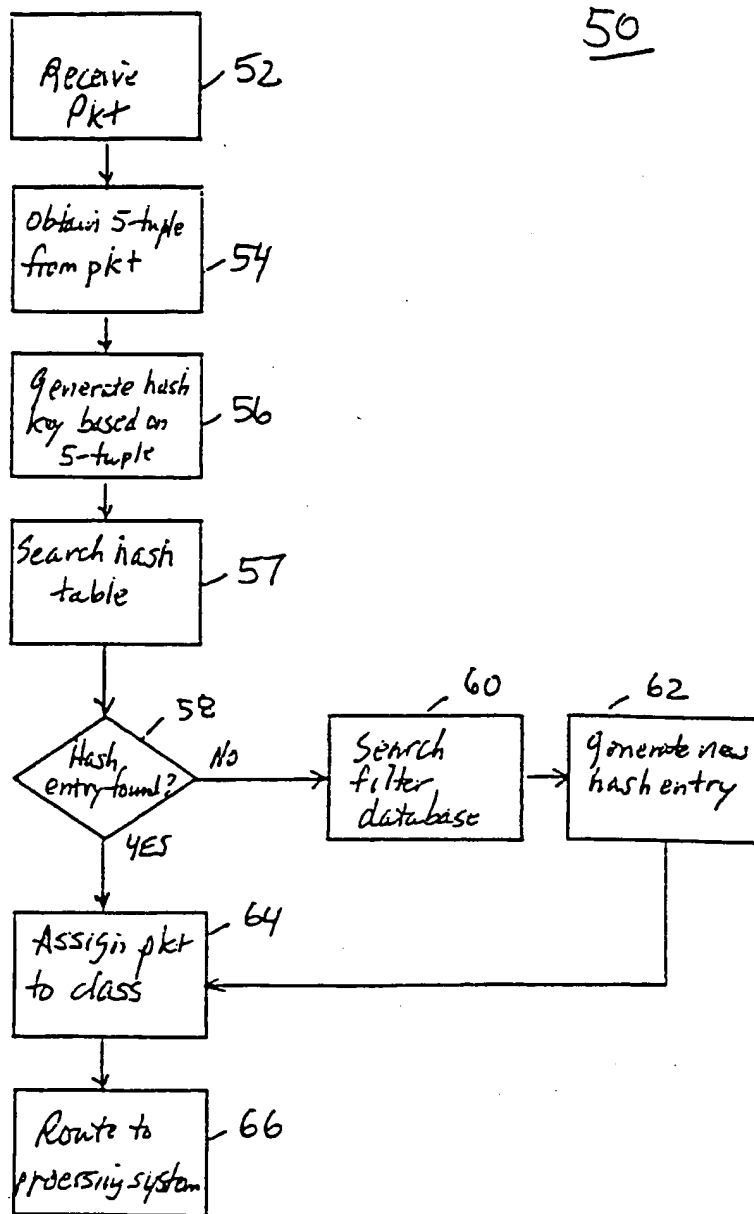 50
Receive
Pkt
52
Obtain 5-tuple
from pkt
54
Generate hash
key based on
5-tuple
56
Search hash
table
57
58
Hash
entry found?
NO
YES
60
Search
filter
database
62
Generate new
hash entry
64
Assign pkt
to class
66
Route to
processing system